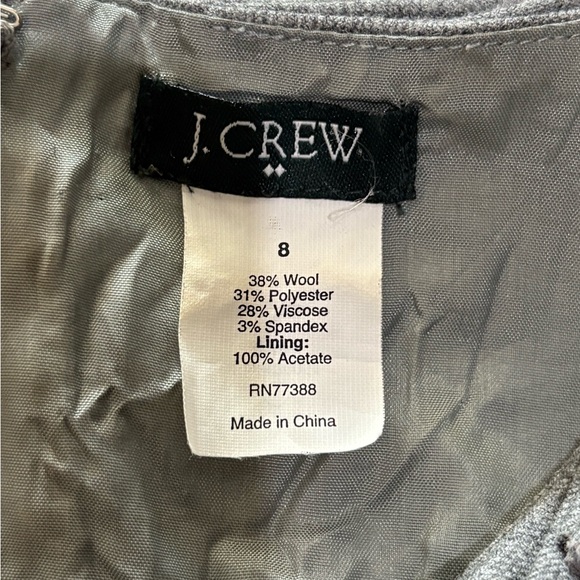 J. CREW
8
38% Wool
31% Polyester
28% Viscose
3% Spandex
Lining:
100% Acetate
RN77388
Made in China